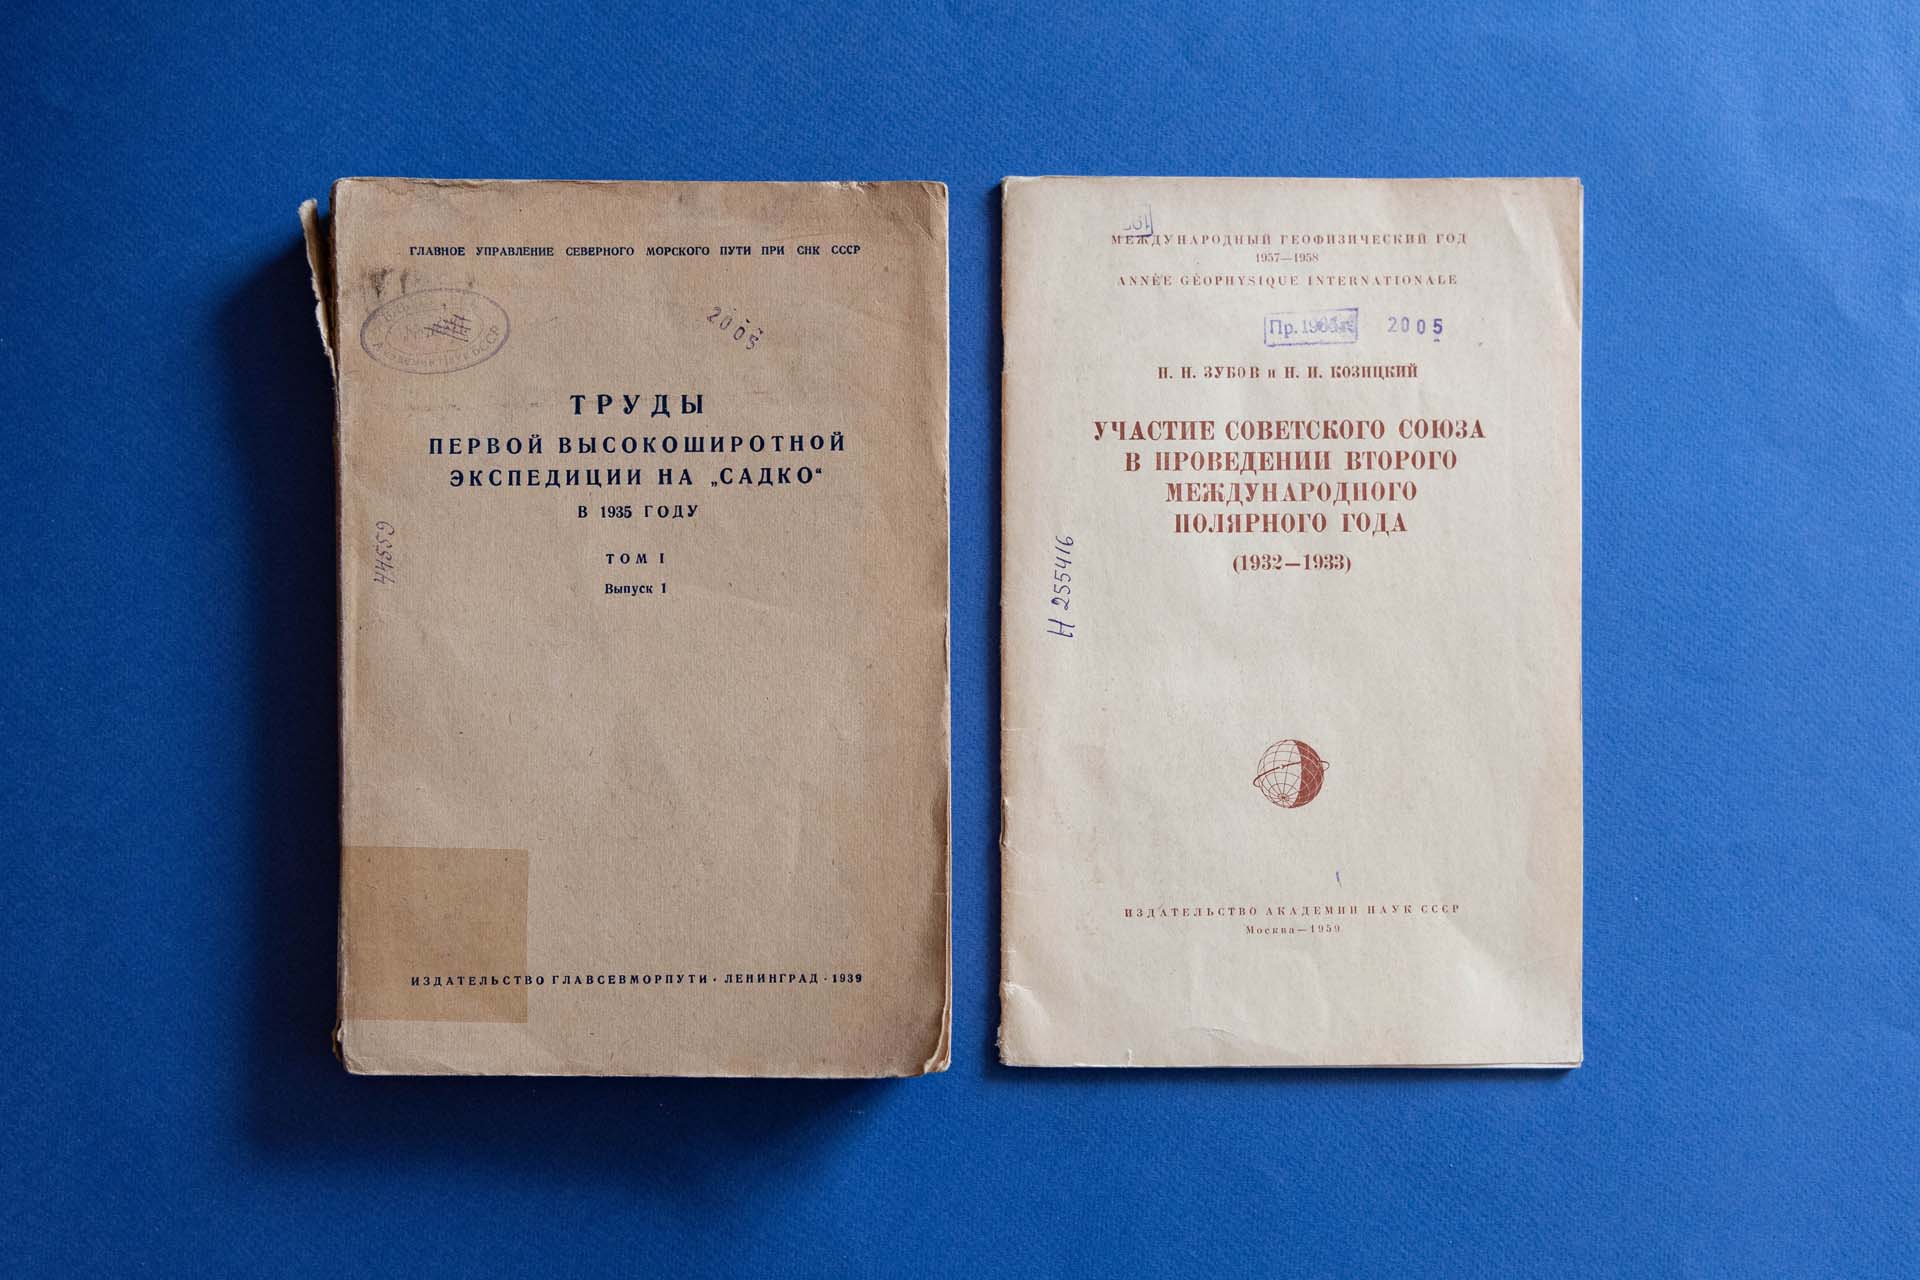 ГЛАВНОЕ УПРАВЛЕНИЕ СЕВЕРНОГО МОРСКОГО ПУТИ ПРИ СНК СССР
2005
ТРУДЫ
ПЕРВОЙ ВЫСОКОШИРОТНОЙ
ЭКСПЕДИЦИИ НА „САДКО“
В 1935 ГОДУ
ТОМ I
Выпуск 1
44559
ИЗДАТЕЛЬСТВО ГЛАВСЕВМОРПУТИ · ЛЕНИНГРАД · 1939
МЕЖДУНАРОДНЫЙ ГЕОФИЗИЧЕСКИЙ ГОД
1957—1958
ANNÉE GÉOPHYSIQUE INTERNATIONALE
Пр. 2005
Н. Н. ЗУБОВ и Н. И. КОЗИЦКИЙ
УЧАСТИЕ СОВЕТСКОГО СОЮЗА
В ПРОВЕДЕНИИ ВТОРОГО
МЕЖДУНАРОДНОГО
ПОЛЯРНОГО ГОДА
(1932—1933)
Н 255416
ИЗДАТЕЛЬСТВО АКАДЕМИИ НАУК СССР
Москва—1959